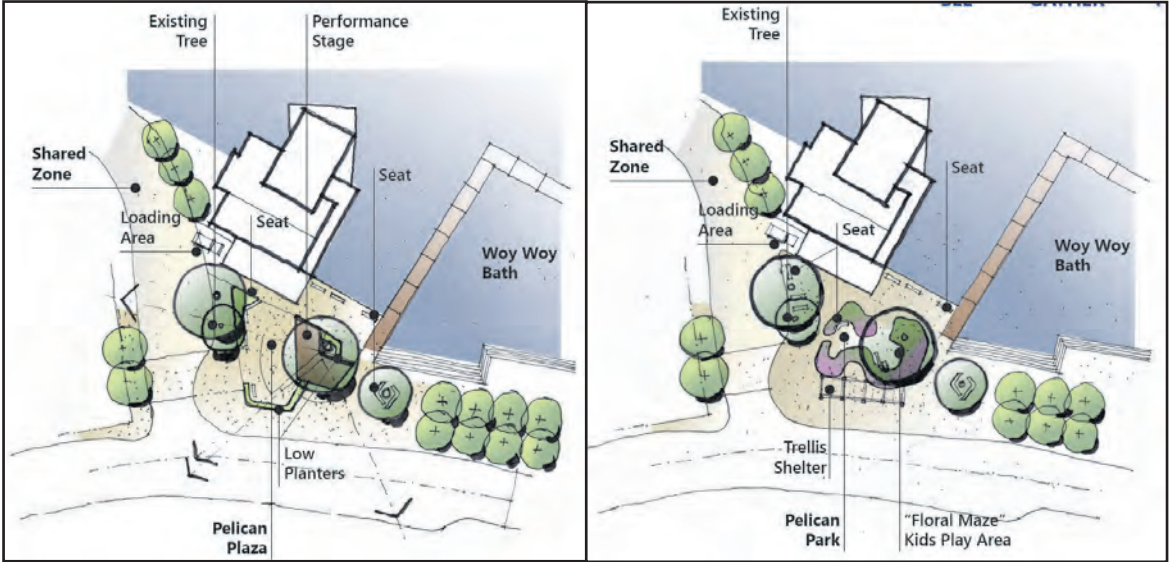 Existing
Tree
Performance
Stage
Shared
Zone
Seat
Loading
Area
Seat
Woy Woy
Bath
Low
Planters
Pelican
Plaza
Existing
Tree
Shared
Zone
Seat
Loading
Area
Seat
Woy Woy
Bath
Trellis
Shelter
Pelican
Park
"Floral Maze"
Kids Play Area